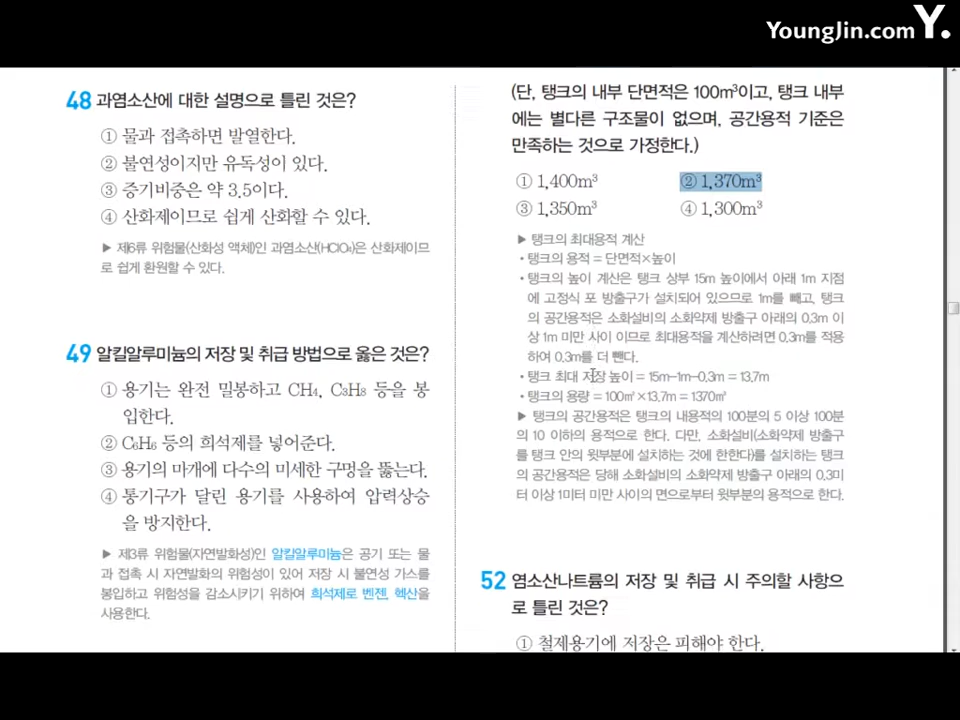 YoungJin.com Y.
48 과염소산에 대한 설명으로 틀린 것은?
① 물과 접촉하면 발열한다.
② 불연성이지만 유독성이 있다.
③ 증기비중은 약 3.5이다.
④ 산화제이므로 쉽게 산화할 수 있다.
▶ 제6류 위험물(산화성 액체)인 과염소산(HClO₄)은 산화제이므
로 쉽게 환원할 수 있다.
49 알킬알루미늄의 저장 및 취급 방법으로 옳은 것은?
① 용기는 완전 밀봉하고 CH₄, C₃H₈ 등을 봉
입한다.
② C₆H₆ 등의 희석제를 넣어준다.
③ 용기의 마개에 다수의 미세한 구멍을 뚫는다.
④ 통기구가 달린 용기를 사용하여 압력상승
을 방지한다.
▶ 제3류 위험물(자연발화성)인 알킬알루미늄은 공기 또는 물
과 접촉 시 자연발화의 위험성이 있어 저장 시 불연성 가스를
봉입하고 위험성을 감소시키기 위하여 희석제로 벤젠, 헥산을
사용한다.
(단, 탱크의 내부 단면적은 100m³이고, 탱크 내부
에는 별다른 구조물이 없으며, 공간용적 기준은
만족하는 것으로 가정한다.)
① 1,400m³ ② 1,370m³
③ 1,350m³ ④ 1,300m³
▶ 탱크의 최대용적 계산
• 탱크의 용적 = 단면적×높이
• 탱크의 높이 계산은 탱크 상부 15m 높이에서 아래 1m 지점
에 고정식 포 방출구가 설치되어 있으므로 1m를 빼고, 탱크
의 공간용적은 소화설비의 소화약제 방출구 아래의 0.3m 이
상 1m 미만 사이 이므로 최대용적을 계산하려면 0.3m를 적용
하여 0.3m를 더 뺀다.
• 탱크 최대 저장 높이 = 15m-1m-0.3m = 13.7m
• 탱크의 용량 = 100㎡×13.7m = 1370㎥
▶ 탱크의 공간용적은 탱크의 내용적의 100분의 5 이상 100분
의 10 이하의 용적으로 한다. 다만, 소화설비(소화약제 방출구
를 탱크 안의 윗부분에 설치하는 것에 한한다)를 설치하는 탱크
의 공간용적은 당해 소화설비의 소화약제 방출구 아래의 0.3미
터 이상 1미터 미만 사이의 면으로부터 윗부분의 용적으로 한다.
52 염소산나트륨의 저장 및 취급 시 주의할 사항으
로 틀린 것은?
① 철제용기에 저장은 피해야 한다.